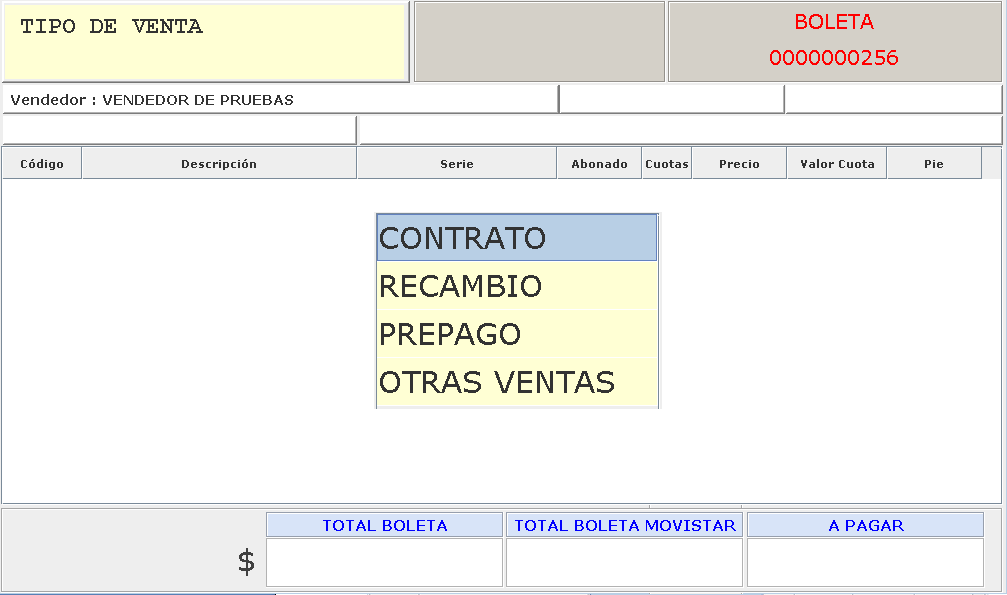 TIPO DE VENTA
BOLETA
0000000256
Vendedor : VENDEDOR DE PRUEBAS
Código Descripción Serie Abonado Cuotas Precio Valor Cuota Pie
CONTRATO
RECAMBIO
PREPAGO
OTRAS VENTAS
TOTAL BOLETA TOTAL BOLETA MOVISTAR A PAGAR
$